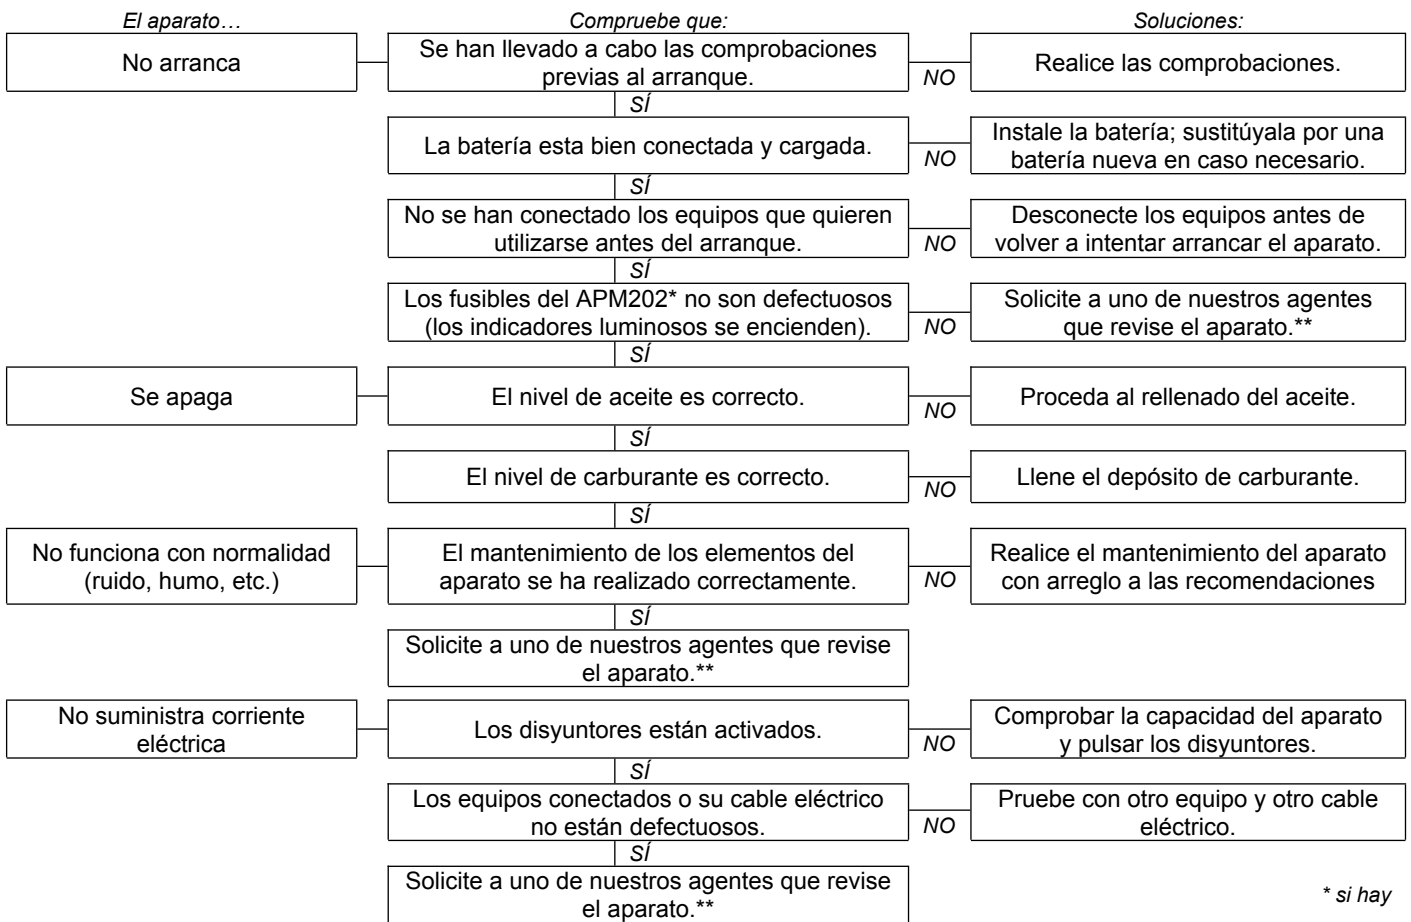 El aparato…
Compruebe que:
Soluciones:
No arranca
Se han llevado a cabo las comprobaciones
previas al arranque.
NO
Realice las comprobaciones.
SÍ
La batería esta bien conectada y cargada.
NO
Instale la batería; sustitúyala por una
batería nueva en caso necesario.
SÍ
No se han conectado los equipos que quieren
utilizarse antes del arranque.
NO
Desconecte los equipos antes de
volver a intentar arrancar el aparato.
SÍ
Los fusibles del APM202* no son defectuosos
(los indicadores luminosos se encienden).
NO
Solicite a uno de nuestros agentes
que revise el aparato.**
SÍ
Se apaga
El nivel de aceite es correcto.
NO
Proceda al rellenado del aceite.
SÍ
El nivel de carburante es correcto.
NO
Llene el depósito de carburante.
SÍ
No funciona con normalidad
(ruido, humo, etc.)
El mantenimiento de los elementos del
aparato se ha realizado correctamente.
NO
Realice el mantenimiento del aparato
con arreglo a las recomendaciones
SÍ
Solicite a uno de nuestros agentes que revise
el aparato.**
No suministra corriente
eléctrica
Los disyuntores están activados.
NO
Comprobar la capacidad del aparato
y pulsar los disyuntores.
SÍ
Los equipos conectados o su cable eléctrico
no están defectuosos.
NO
Pruebe con otro equipo y otro cable
eléctrico.
SÍ
Solicite a uno de nuestros agentes que revise
el aparato.**
* si hay